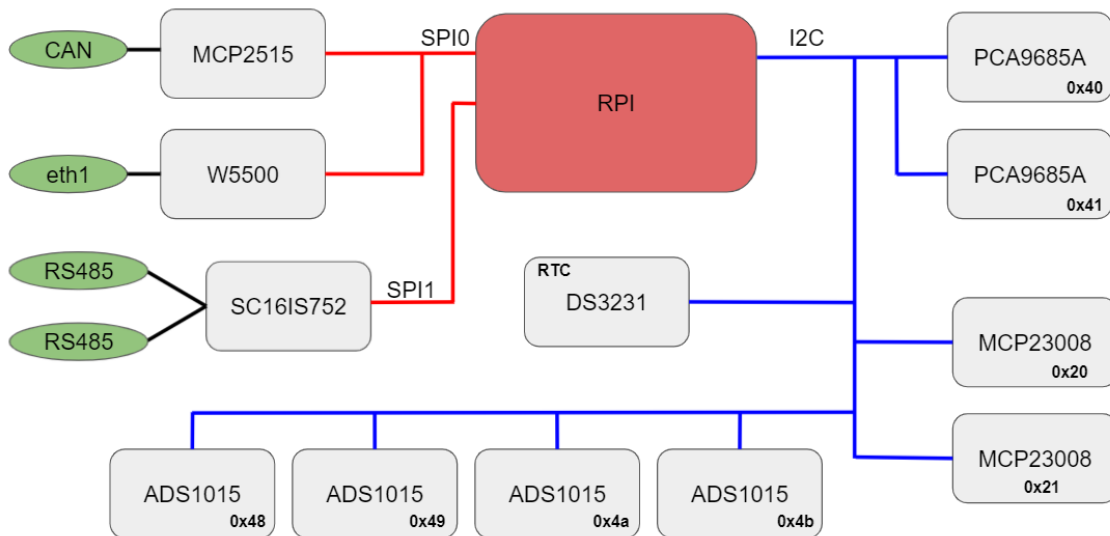 CAN
MCP2515
SPI0
RPI
I2C
PCA9685A
0x40
eth1
W5500
PCA9685A
0x41
RS485
RS485
SC16IS752
SPI1
RTC
DS3231
MCP23008
0x20
MCP23008
0x21
ADS1015
0x48
ADS1015
0x49
ADS1015
0x4a
ADS1015
0x4b